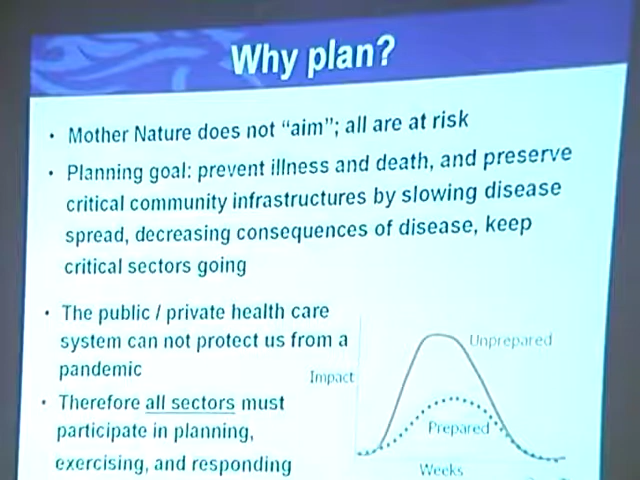 Why plan?
• Mother Nature does not "aim"; all are at risk
• Planning goal: prevent illness and death, and preserve
critical community infrastructures by slowing disease
spread, decreasing consequences of disease, keep
critical sectors going
• The public / private health care
system can not protect us from a
pandemic
• Therefore all sectors must
participate in planning,
exercising, and responding
Unprepared
Impact
Prepared
Weeks